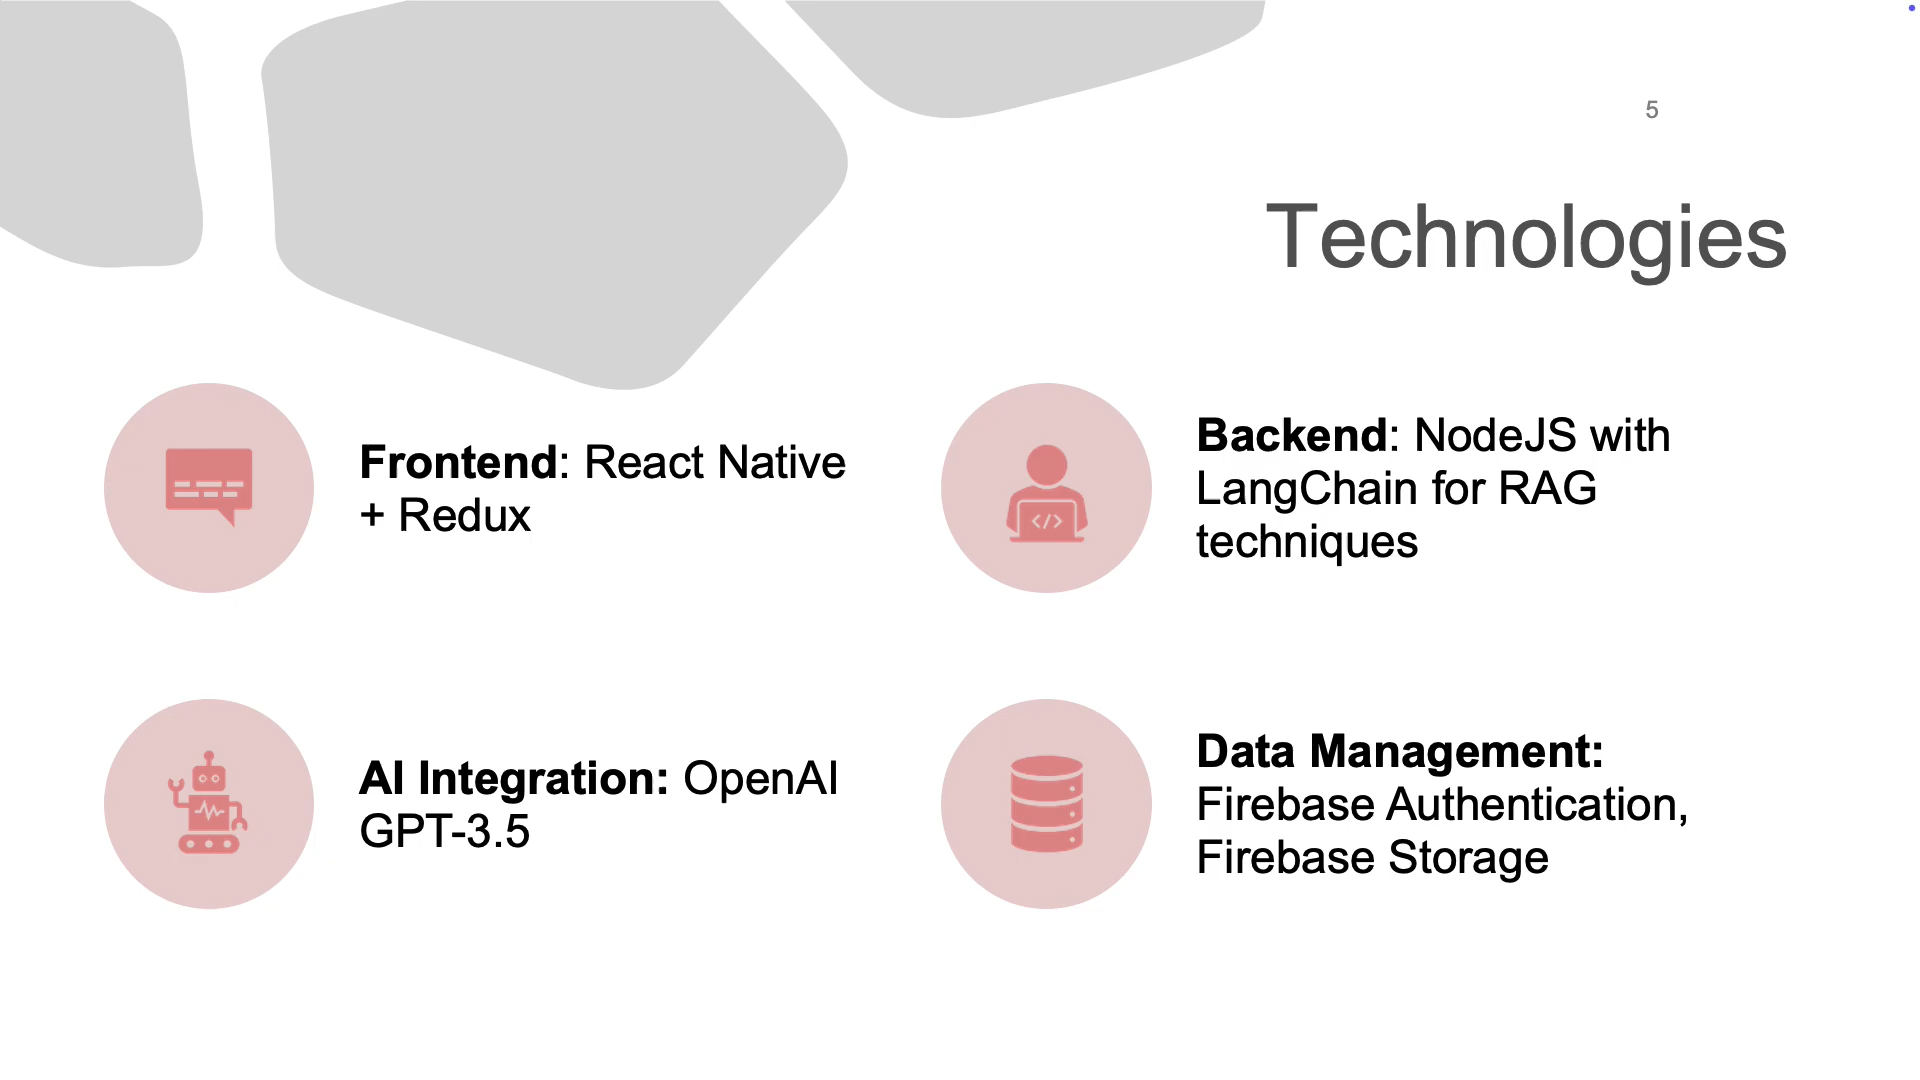 5
Technologies
Frontend: React Native
+ Redux
Backend: NodeJS with
LangChain for RAG
techniques
AI Integration: OpenAI
GPT-3.5
Data Management:
Firebase Authentication,
Firebase Storage